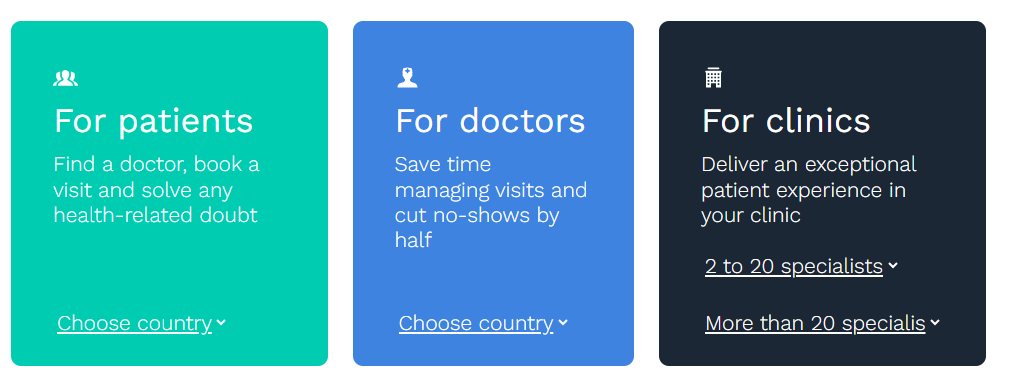 For patients
Find a doctor, book a
visit and solve any
health-related doubt
Choose country
For doctors
Save time
managing visits and
cut no-shows by
half
Choose country
For clinics
Deliver an exceptional
patient experience in
your clinic
2 to 20 specialists
More than 20 specialis